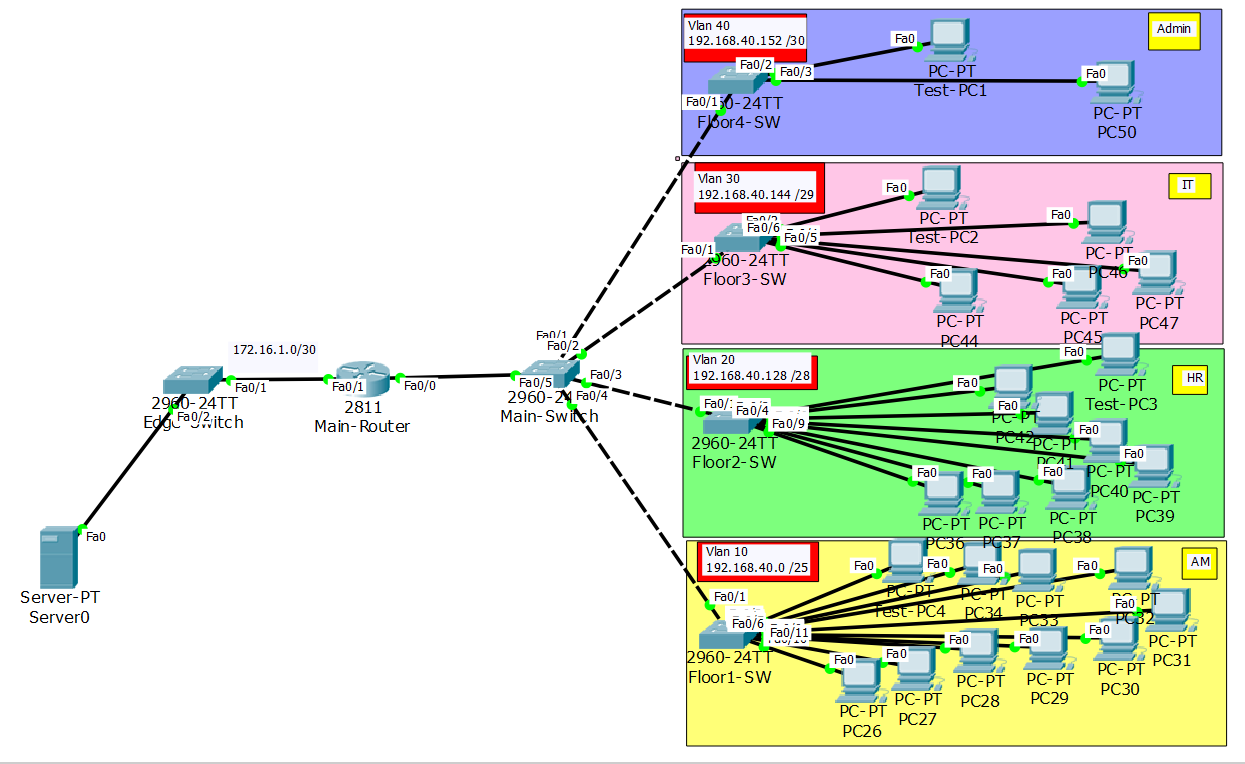 Vlan 40
192.168.40.152 /30
Admin
Fa0
PC-PT
Test-PC1
Fa0/2
Fa0/3
Fa0
PC-PT
PC50
Fa0/1
-24TT
Floor4-SW
Vlan 30
192.168.40.144 /29
IT
Fa0
PC-PT
Test-PC2
Fa0/6
Fa0/5
Fa0/1
2960-24TT
Floor3-SW
Fa0
PC-PT
PC46
Fa0
PC-PT
PC47
Fa0
PC-PT
PC44
Fa0
PC-PT
PC45
Fa0/1
Fa0/2
Fa0/3
Fa0/4
Fa0/5
Main-Switch
172.16.1.0/30
Fa0/1
Fa0/1
Fa0/0
2811
Main-Router
2960-24TT
Fa0/2
Fa0
Server-PT
Server0
Vlan 20
192.168.40.128 /28
HR
Fa0
PC-PT
Test-PC3
Fa0/4
Fa0/9
2960-24TT
Floor2-SW
Fa0
PC-PT
PC42
Fa0
PC-PT
PC41
Fa0
PC-PT
PC40
Fa0
PC-PT
PC39
Fa0
PC-PT
PC36
Fa0
PC-PT
PC37
Fa0
PC-PT
PC38
Vlan 10
192.168.40.0 /25
AM
Fa0
PC-PT
Test-PC4
Fa0
PC-PT
PC34
Fa0
PC-PT
PC33
Fa0
PC-PT
PC32
Fa0
PC-PT
PC31
Fa0/1
Fa0/6
Fa0/11
2960-24TT
Floor1-SW
Fa0
PC-PT
PC26
Fa0
PC-PT
PC27
Fa0
PC-PT
PC28
Fa0
PC-PT
PC29
Fa0
PC-PT
PC30